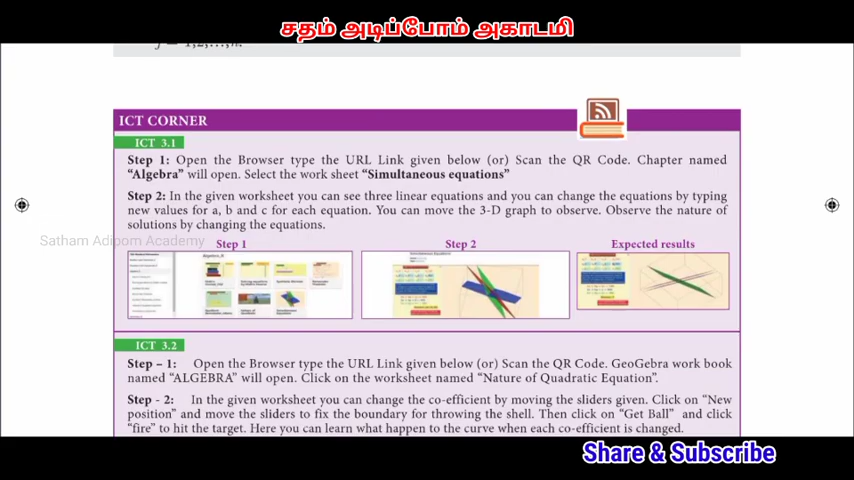 சதம் அடிப்போம் அகாடமி
ICT CORNER
ICT 3.1
Step 1: Open the Browser type the URL Link given below (or) Scan the QR Code. Chapter named
“Algebra” will open. Select the work sheet “Simultaneous equations”
Step 2: In the given worksheet you can see three linear equations and you can change the equations by typing
new values for a, b and c for each equation. You can move the 3-D graph to observe. Observe the nature of
solutions by changing the equations.
Satham Adipom Academy
Step 1 Step 2 Expected results
ICT 3.2
Step – 1: Open the Browser type the URL Link given below (or) Scan the QR Code. GeoGebra work book
named “ALGEBRA” will open. Click on the worksheet named “Nature of Quadratic Equation”.
Step - 2: In the given worksheet you can change the co-efficient by moving the sliders given. Click on “New
position” and move the sliders to fix the boundary for throwing the shell. Then click on “Get Ball” and click
“fire” to hit the target. Here you can learn what happen to the curve when each co-efficient is changed.
Share & Subscribe